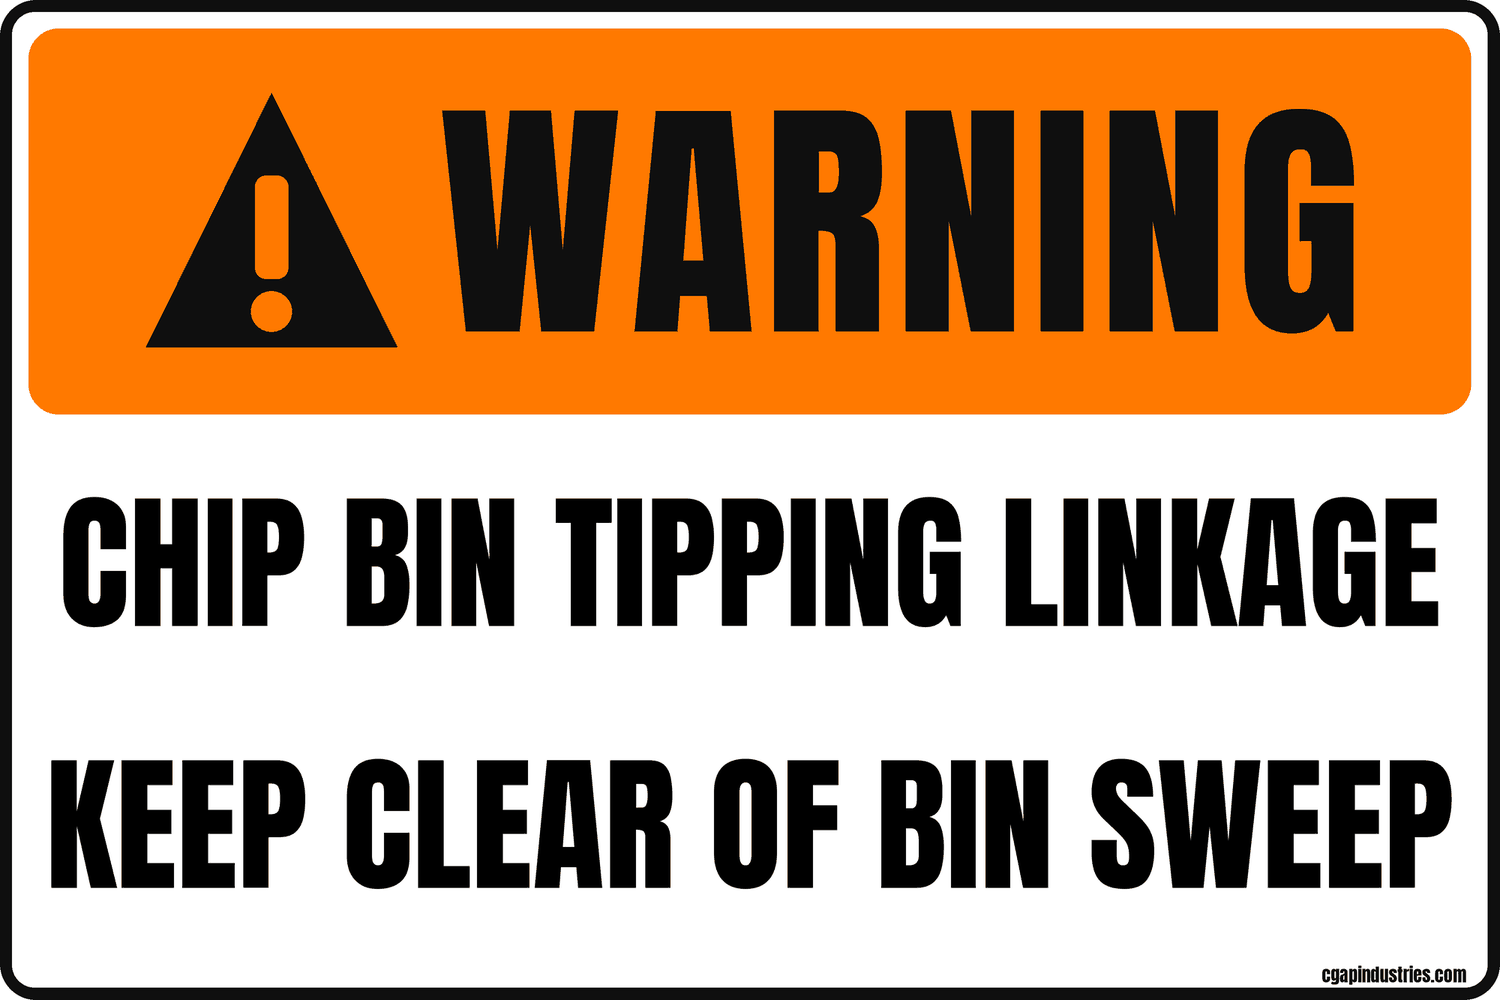 WARNING
CHIP BIN TIPPING LINKAGE
KEEP CLEAR OF BIN SWEEP
cgapindustries.com